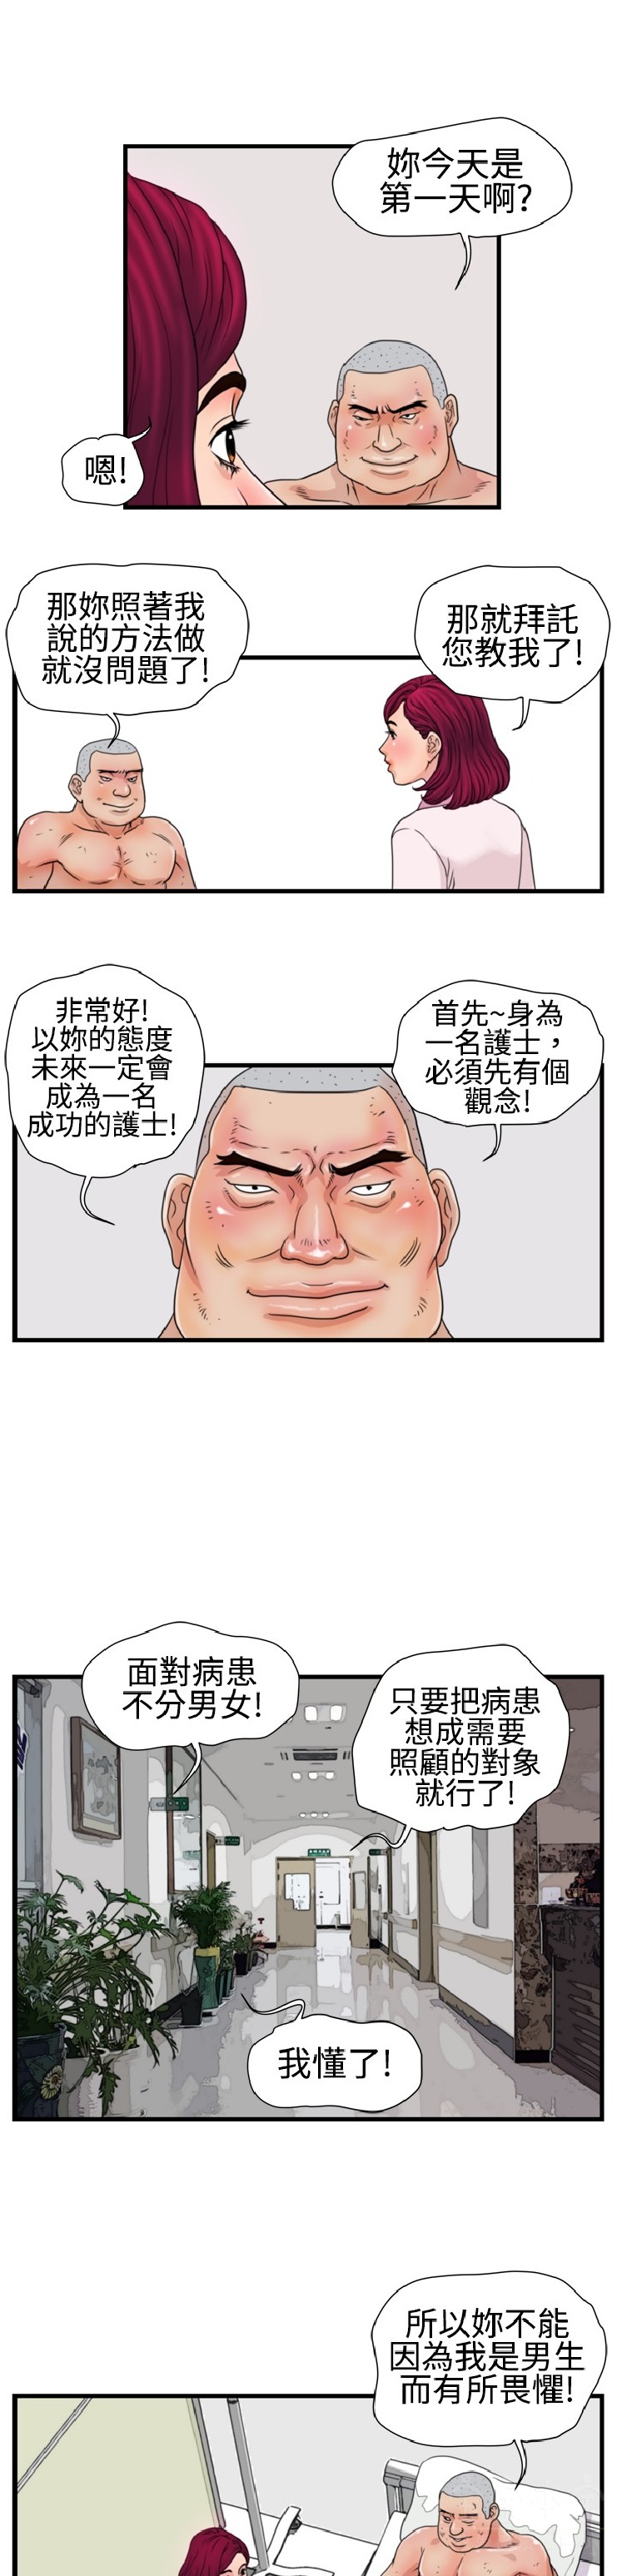 妳今天是
第一天啊?
嗯!
那妳照著我
說的方法做
就沒問題了!
那就拜託
您教我了!
非常好!
以妳的態度
未來一定會
成為一名
成功的護士!
首先~身為
一名護士,
必須先有個
觀念!
面對病患
不分男女!
只要把病患
想成需要
照顧的對象
就行了!
我懂了!
所以妳不能
因為我是男生
而有所畏懼!